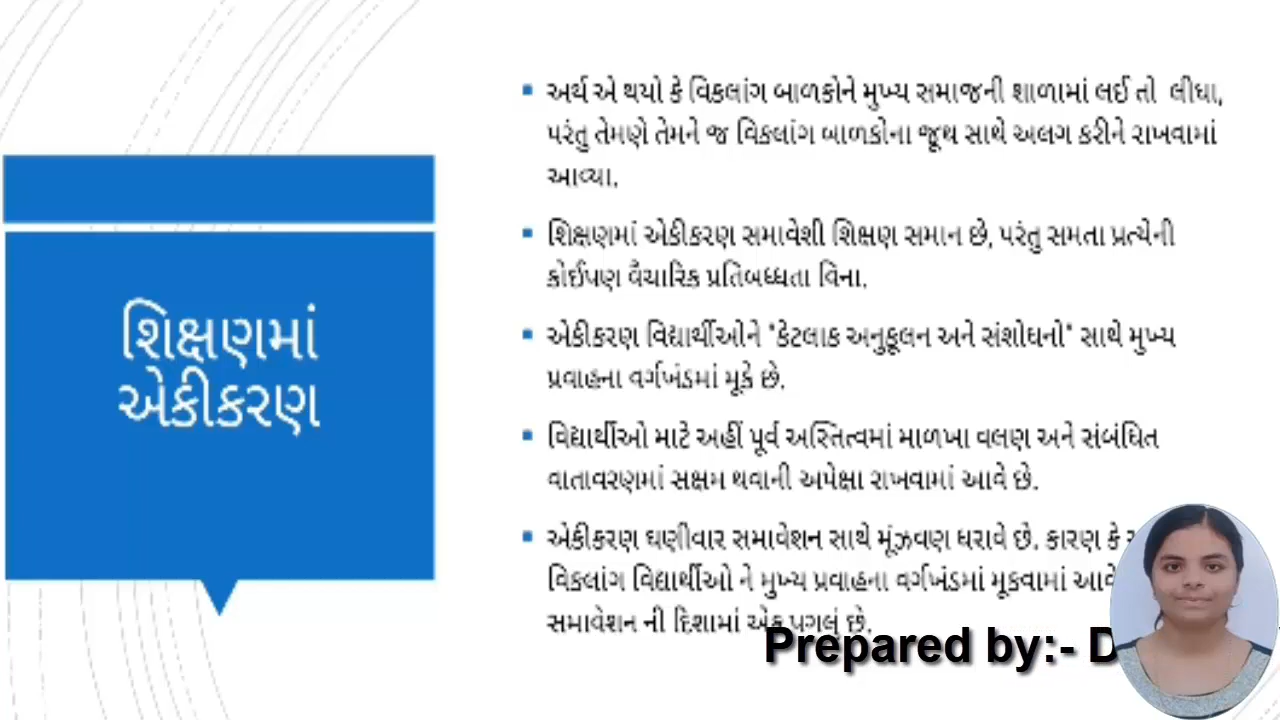 શિક્ષણમાં
એકીકરણ
▪ અર્થ એ થયો કે વિકલાંગ બાળકોને મુખ્ય સમાજની શાળામાં લઈ તો લીધા,
પરંતુ તેમણે તેમને જ વિકલાંગ બાળકોના જૂથ સાથે અલગ કરીને રાખવામાં
આવ્યા.
▪ શિક્ષણમાં એકીકરણ સમાવેશી શિક્ષણ સમાન છે, પરંતુ સમતા પ્રત્યેની
કોઈપણ વૈચારિક પ્રતિબધ્ધતા વિના.
▪ એકીકરણ વિદ્યાર્થીઓને "કેટલાક અનુકૂલન અને સંશોધનો" સાથે મુખ્ય
પ્રવાહના વર્ગખંડમાં મૂકે છે.
▪ વિદ્યાર્થીઓ માટે અહીં પૂર્વ અસ્તિત્વમાં માળખા વલણ અને સંબંધિત
વાતાવરણમાં સક્ષમ થવાની અપેક્ષા રાખવામાં આવે છે.
▪ એકીકરણ ઘણીવાર સમાવેશન સાથે મૂંઝવણ ધરાવે છે. કારણ કે
વિકલાંગ વિદ્યાર્થીઓ ને મુખ્ય પ્રવાહના વર્ગખંડમાં મૂકવામાં આવે
સમાવેશન ની દિશામાં એક પગલું છે.
Prepared by:- D